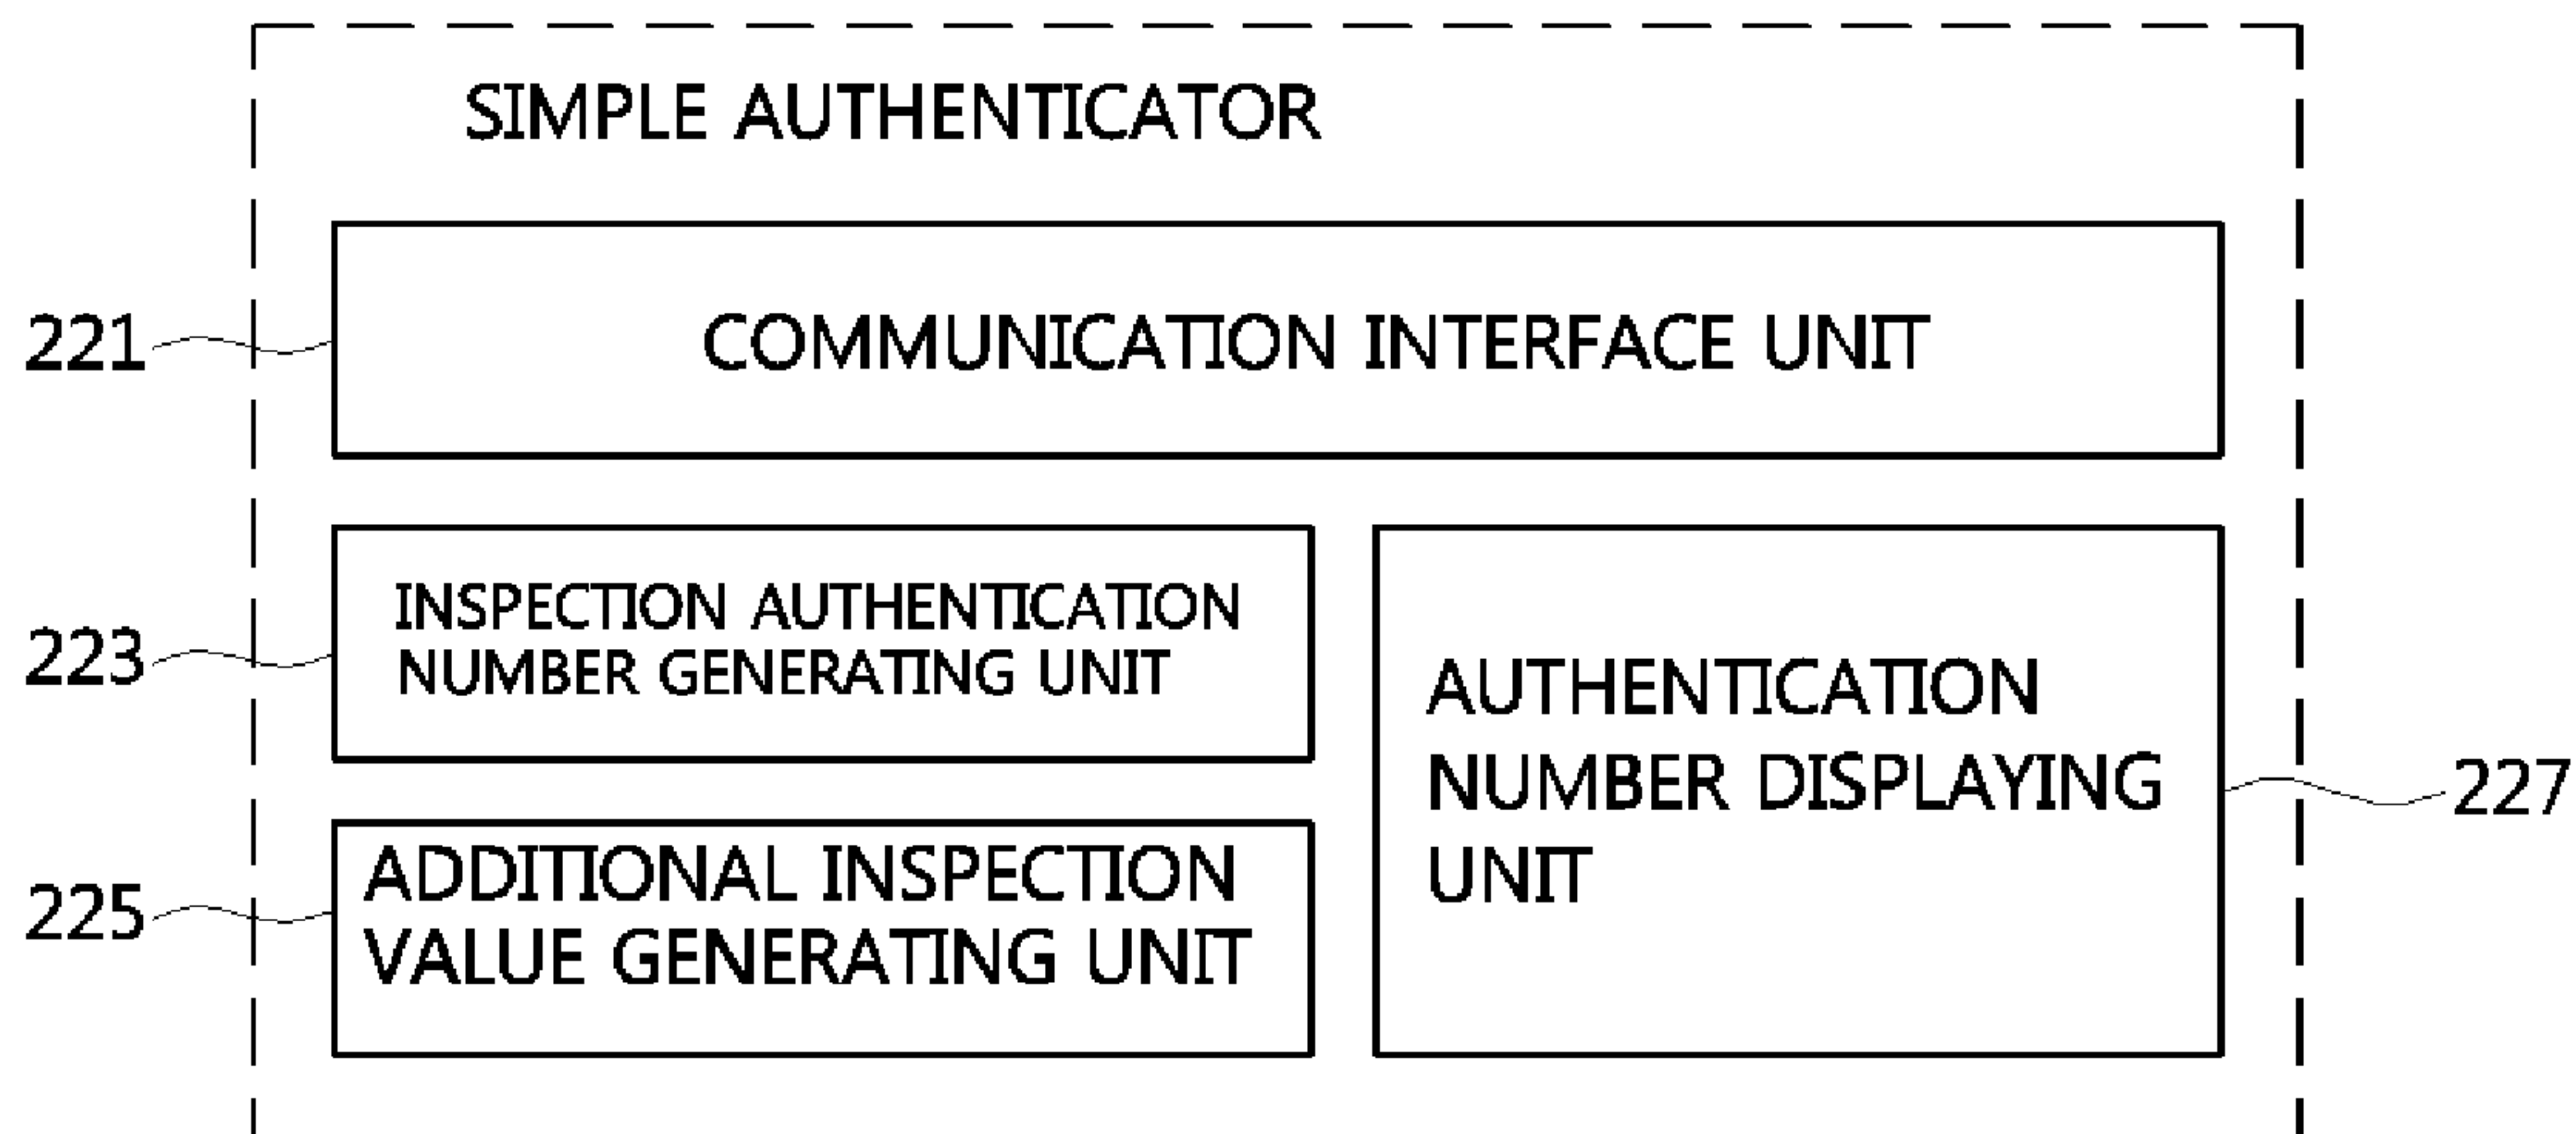 SIMPLE AUTHENTICATOR
221
COMMUNICATION INTERFACE UNIT
223
INSPECTION AUTHENTICATION
NUMBER GENERATING UNIT
225
ADDITIONAL INSPECTION
VALUE GENERATING UNIT
AUTHENTICATION
NUMBER DISPLAYING
UNIT
227